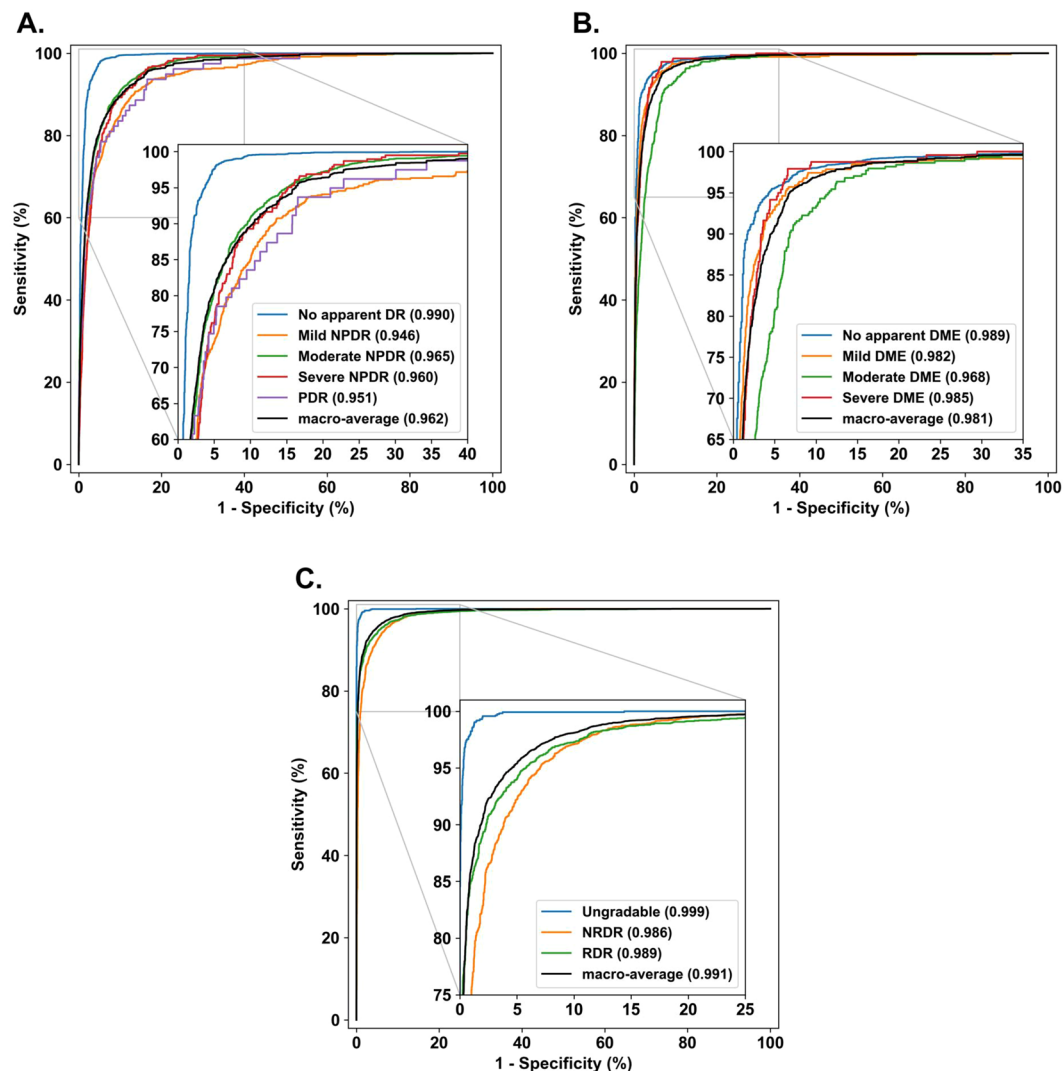 A.
100
80
60
40
20
0
Sensitivity (%)
100
95
90
85
80
75
70
65
60
No apparent DR (0.990)
Mild NPDR (0.946)
Moderate NPDR (0.965)
Severe NPDR (0.960)
PDR (0.951)
macro-average (0.962)
0 5 10 15 20 25 30 35 40
0 20 40 60 80 100
1 - Specificity (%)
B.
100
80
60
40
20
0
Sensitivity (%)
100
95
90
85
80
75
70
65
No apparent DME (0.989)
Mild DME (0.982)
Moderate DME (0.968)
Severe DME (0.985)
macro-average (0.981)
0 5 10 15 20 25 30 35
0 20 40 60 80 100
1 - Specificity (%)
C.
100
80
60
40
20
0
Sensitivity (%)
100
95
90
85
80
75
Ungradable (0.999)
NRDR (0.986)
RDR (0.989)
macro-average (0.991)
0 5 10 15 20 25
0 20 40 60 80 100
1 - Specificity (%)